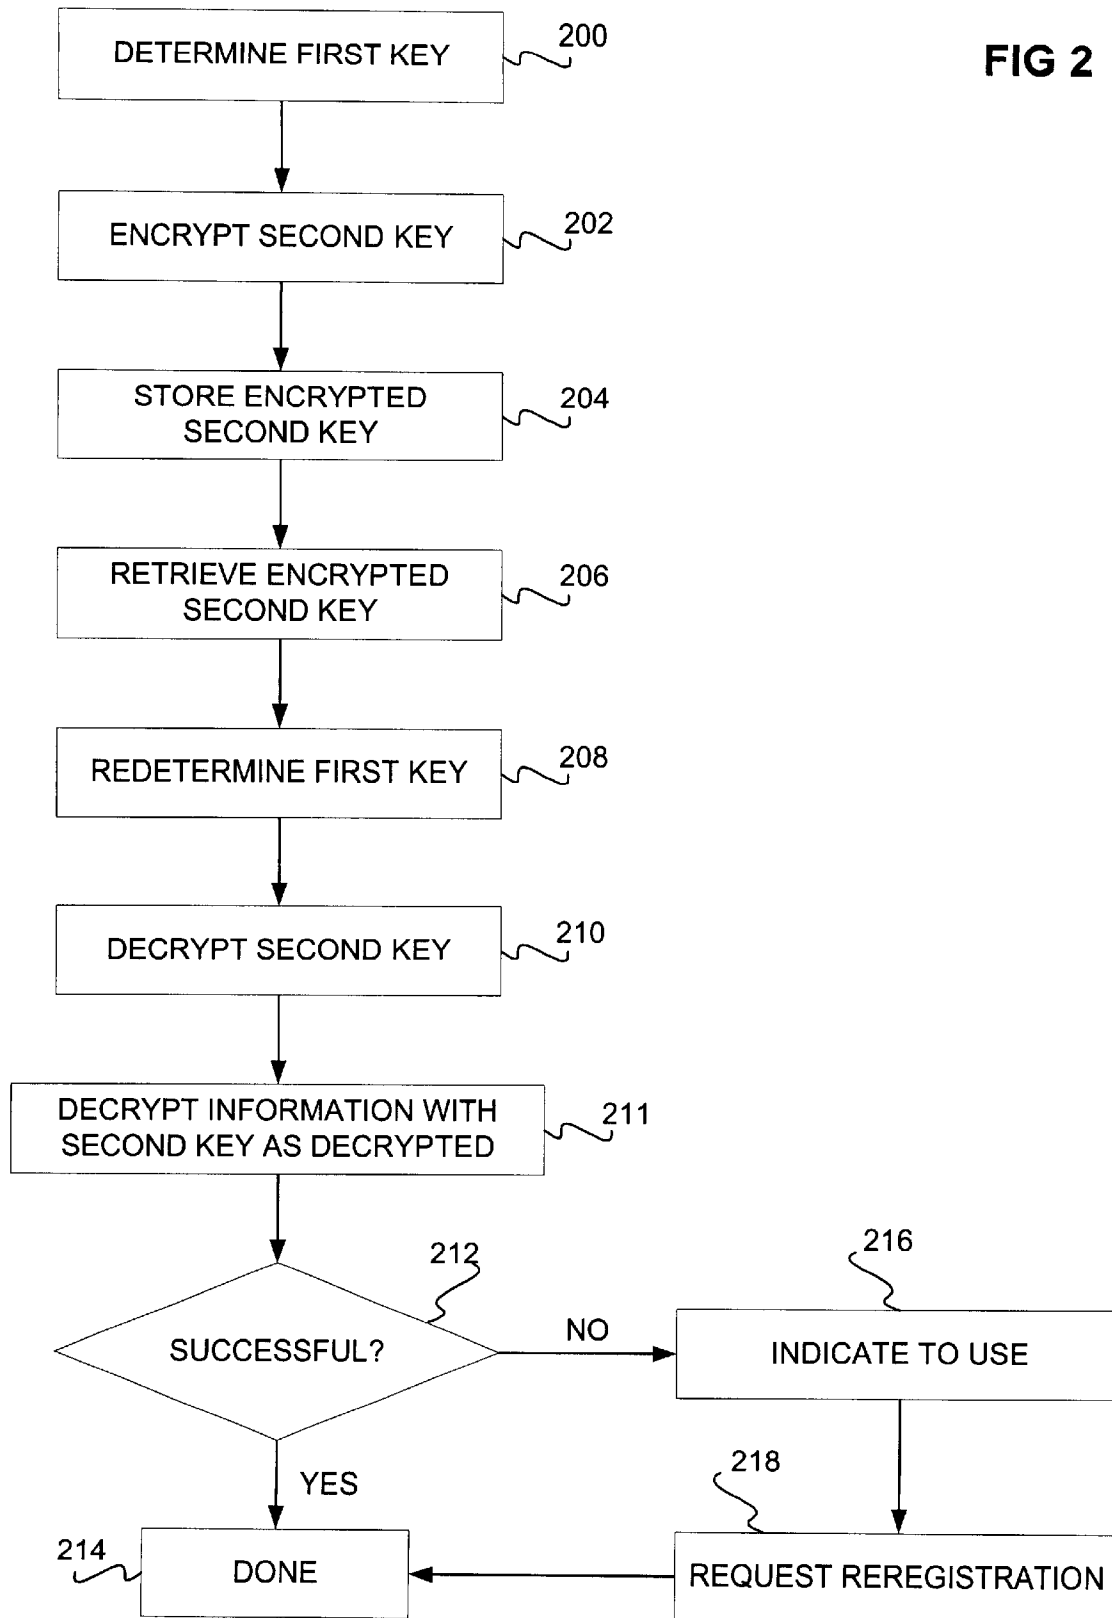 FIG 2
DETERMINE FIRST KEY
200
ENCRYPT SECOND KEY
202
STORE ENCRYPTED
SECOND KEY
204
RETRIEVE ENCRYPTED
SECOND KEY
206
REDETERMINE FIRST KEY
208
DECRYPT SECOND KEY
210
DECRYPT INFORMATION WITH
SECOND KEY AS DECRYPTED
211
212
SUCCESSFUL?
NO
216
INDICATE TO USE
YES
218
REQUEST REREGISTRATION
214
DONE